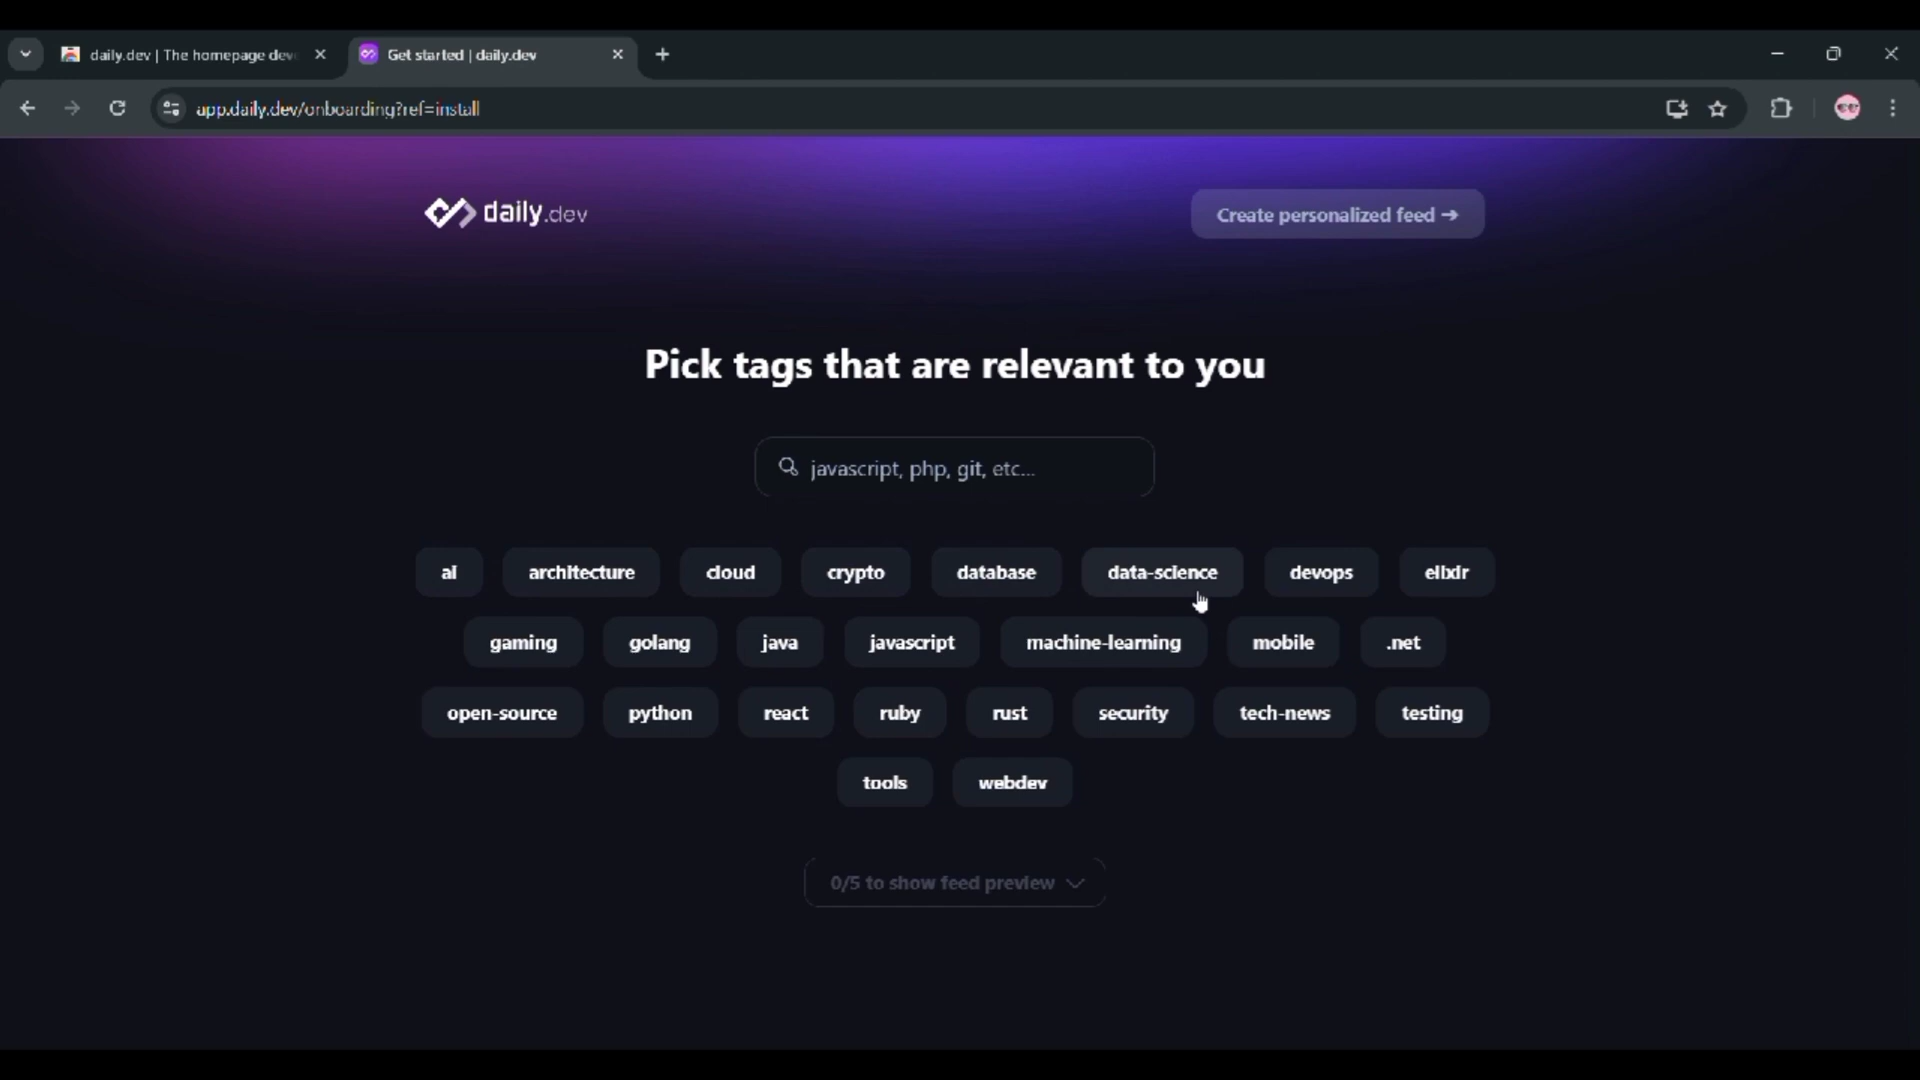 daily.dev | The homepage deve
Get started | daily.dev
app.daily.dev/onboarding?ref=install
daily.dev
Create personalized feed →
Pick tags that are relevant to you
javascript, php, git, etc...
ai architecture cloud crypto database data-science devops elixir
gaming golang java javascript machine-learning mobile .net
open-source python react ruby rust security tech-news testing
tools webdev
0/5 to show feed preview